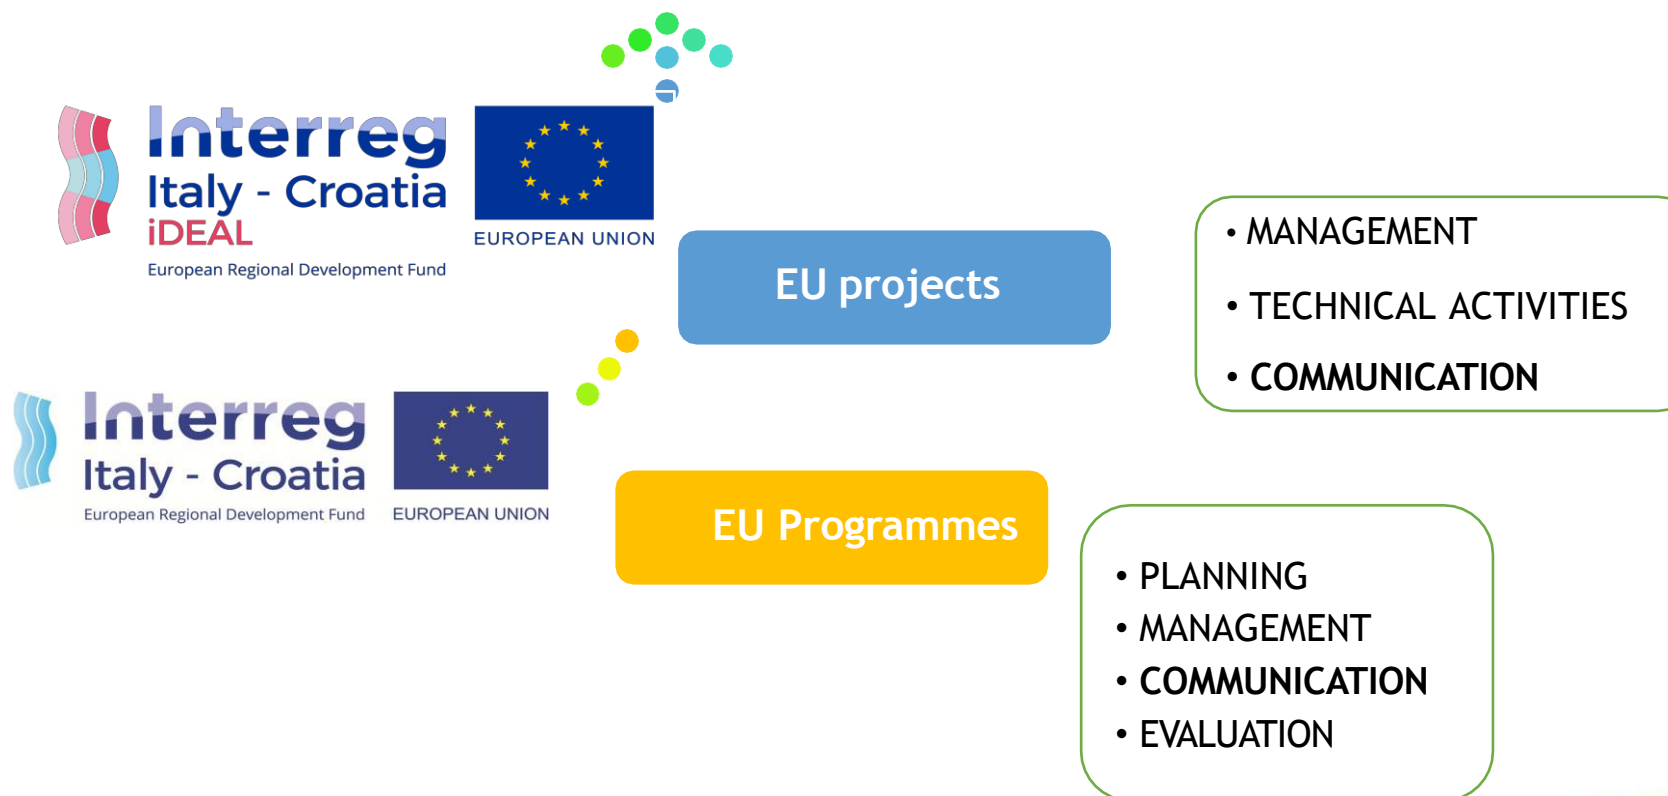 Interreg
Italy - Croatia
iDEAL
European Regional Development Fund
EUROPEAN UNION
EU projects
• MANAGEMENT
• TECHNICAL ACTIVITIES
• COMMUNICATION
Interreg
Italy - Croatia
European Regional Development Fund
EUROPEAN UNION
EU Programmes
• PLANNING
• MANAGEMENT
• COMMUNICATION
• EVALUATION